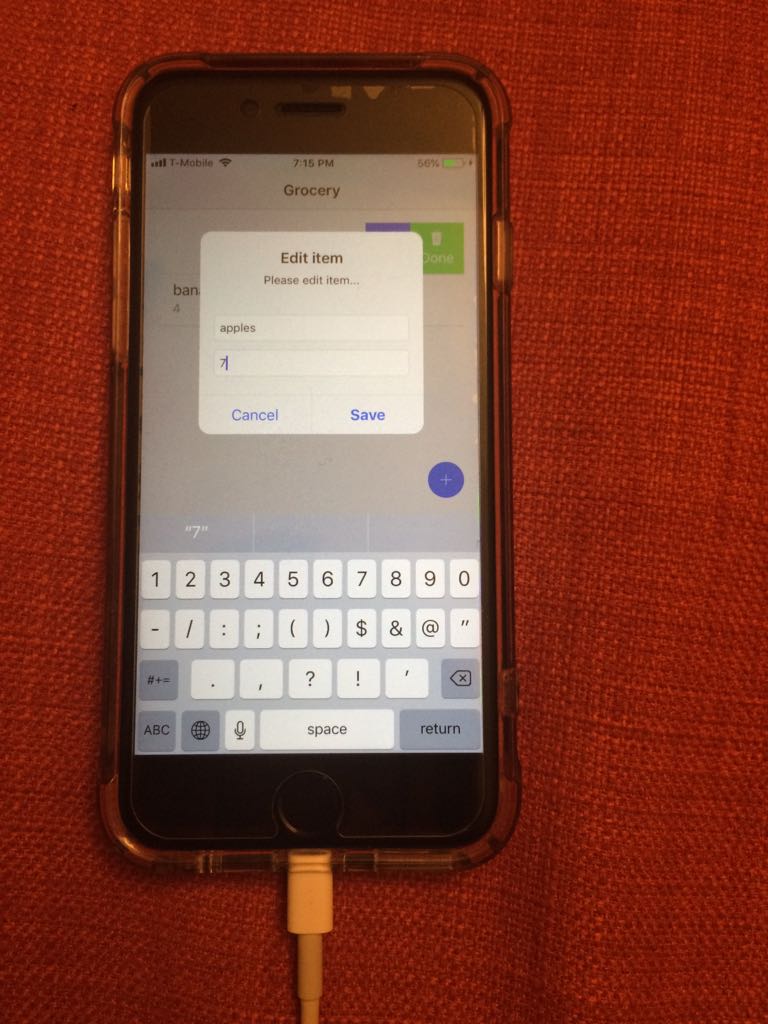 T-Mobile 7:15 PM 56%
Grocery
Done
Edit item
Please edit item...
4
apples
7
Cancel Save
+
"7"
1 2 3 4 5 6 7 8 9 0
- / : ; ( ) $ & @ "
#+= . , ? ! '
ABC space return